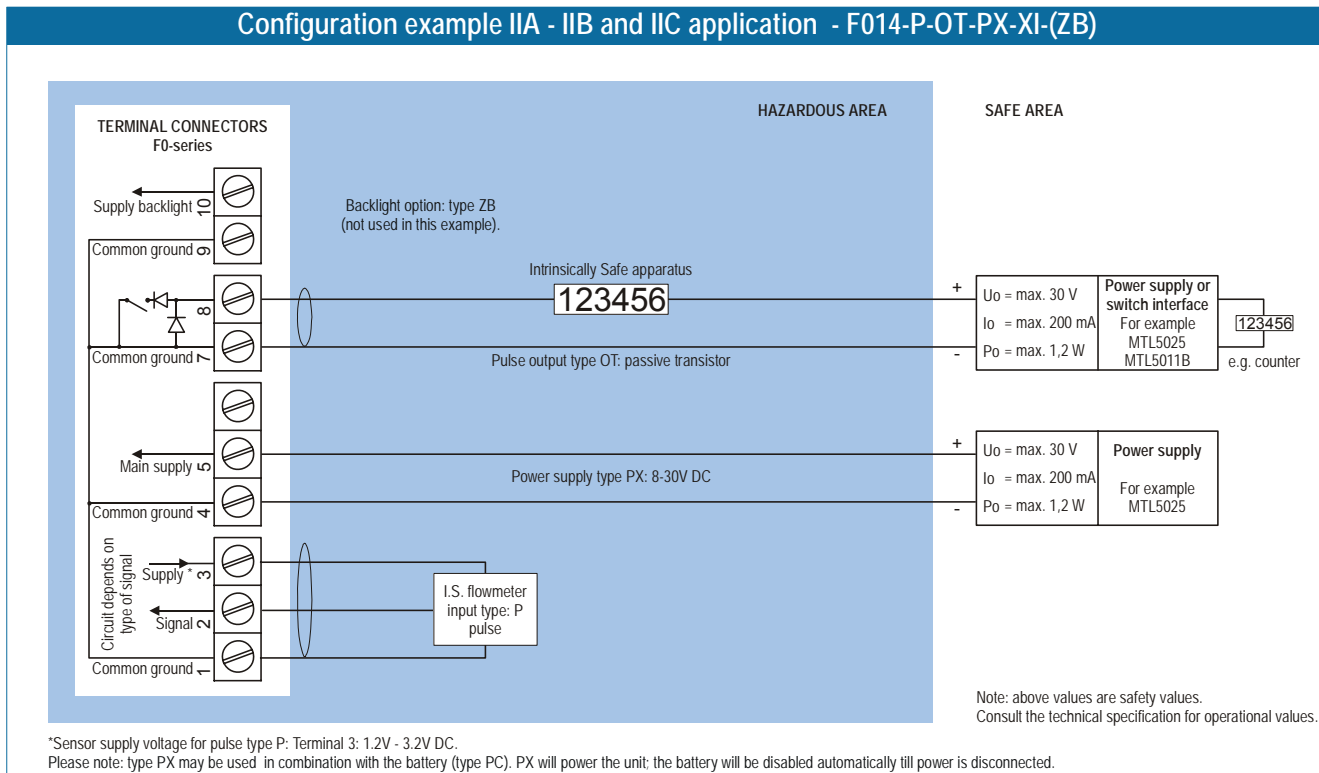 Configuration example IIA - IIB and IIC application - F014-P-OT-PX-XI-(ZB)
HAZARDOUS AREA
SAFE AREA
TERMINAL CONNECTORS
F0-series
Supply backlight
10
Common ground
9
8
Common ground
7
Main supply
5
Common ground
4
Circuit depends on
type of signal
Supply *
3
Signal
2
Common ground
1
Backlight option: type ZB
(not used in this example).
Intrinsically Safe apparatus
123456
Pulse output type OT: passive transistor
Power supply type PX: 8-30V DC
I.S. flowmeter
input type: P
pulse
+
-
Uo = max. 30 V
Io = max. 200 mA
Po = max. 1,2 W
Power supply or
switch interface
For example
MTL5025
MTL5011B
123456
e.g. counter
+
-
Uo = max. 30 V
Io = max. 200 mA
Po = max. 1,2 W
Power supply
For example
MTL5025
Note: above values are safety values.
Consult the technical specification for operational values.
*Sensor supply voltage for pulse type P: Terminal 3: 1.2V - 3.2V DC.
Please note: type PX may be used in combination with the battery (type PC). PX will power the unit; the battery will be disabled automatically till power is disconnected.